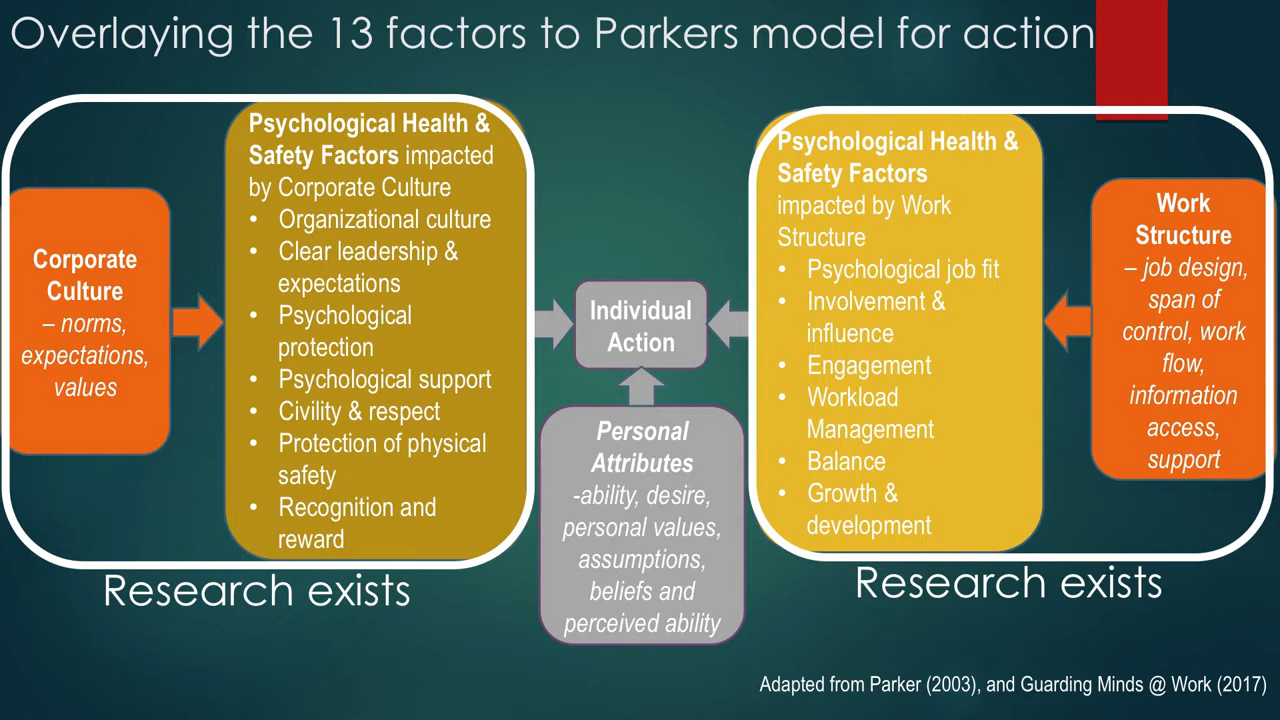 Overlaying the 13 factors to Parkers model for action
Corporate
Culture
– norms,
expectations,
values
Psychological Health &
Safety Factors impacted
by Corporate Culture
• Organizational culture
• Clear leadership &
expectations
• Psychological
protection
• Psychological support
• Civility & respect
• Protection of physical
safety
• Recognition and
reward
Research exists
Individual
Action
Personal
Attributes
-ability, desire,
personal values,
assumptions,
beliefs and
perceived ability
Psychological Health &
Safety Factors
impacted by Work
Structure
• Psychological job fit
• Involvement &
influence
• Engagement
• Workload
Management
• Balance
• Growth &
development
Work
Structure
– job design,
span of
control, work
flow,
information
access,
support
Research exists
Adapted from Parker (2003), and Guarding Minds @ Work (2017)